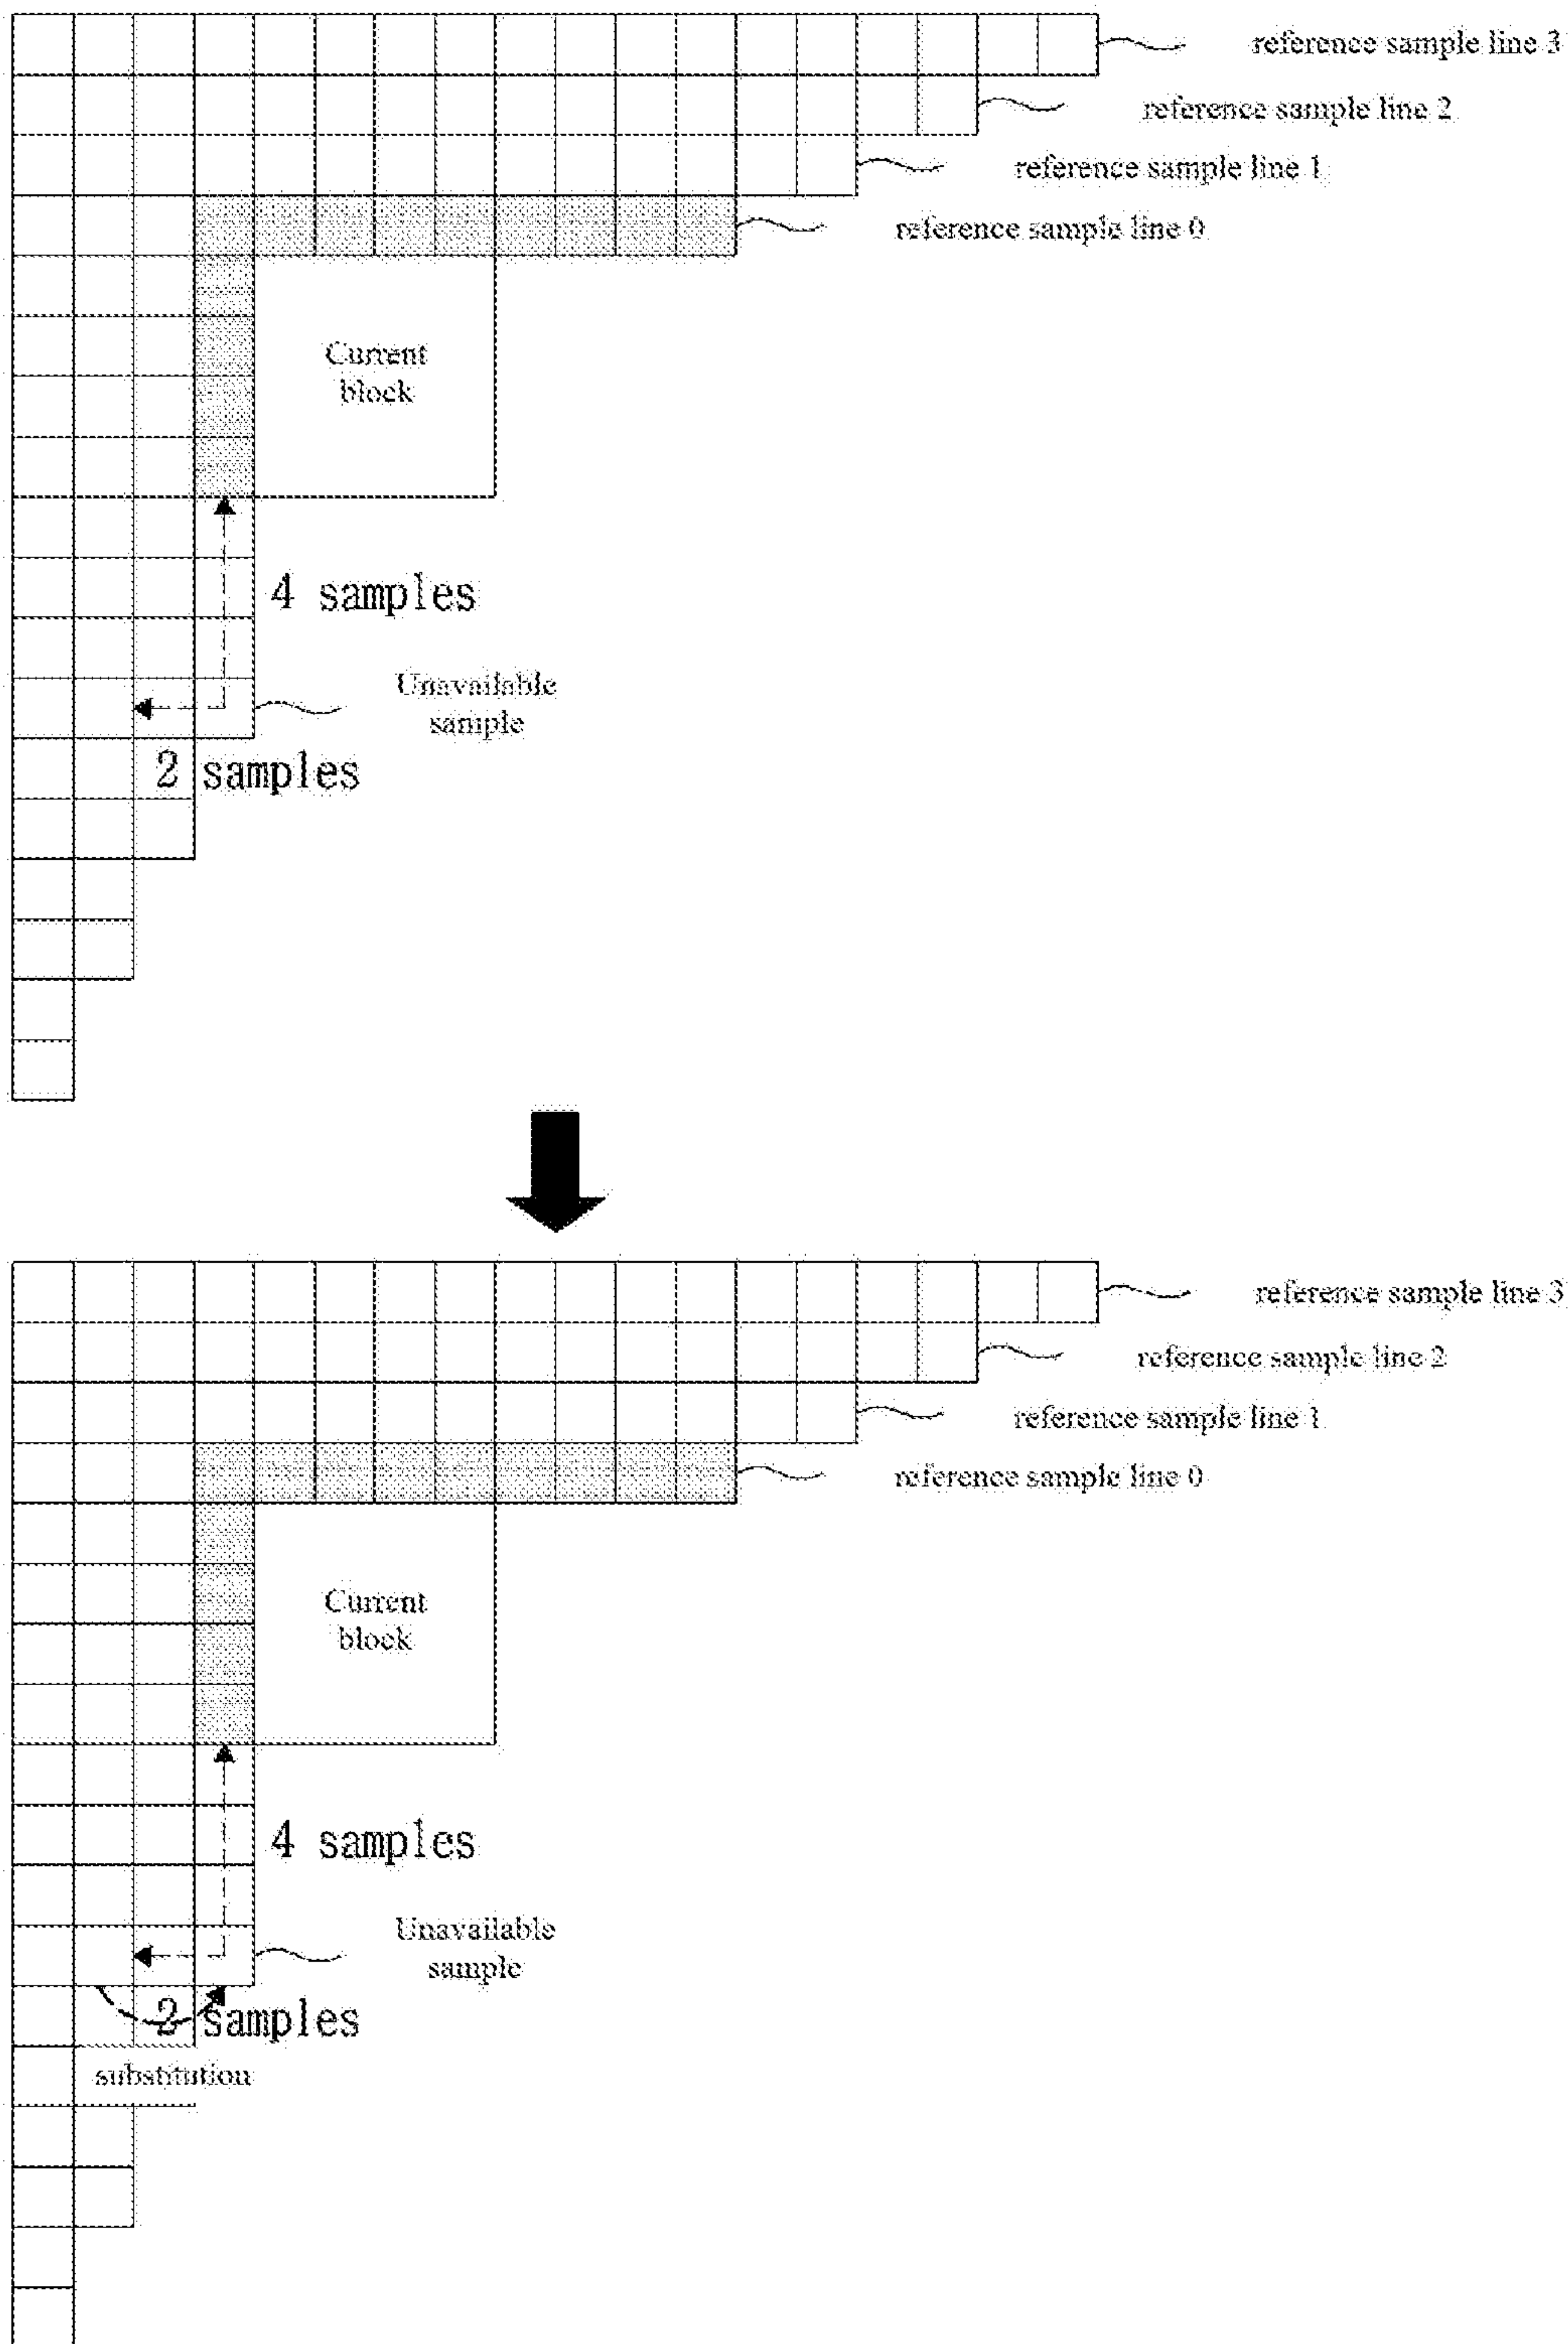 reference sample line 3
reference sample line 2
reference sample line 1
reference sample line 0
Current
block
4 samples
Unavailable
sample
2 samples
reference sample line 3
reference sample line 2
reference sample line 1
reference sample line 0
Current
block
4 samples
Unavailable
sample
2 samples
substitution